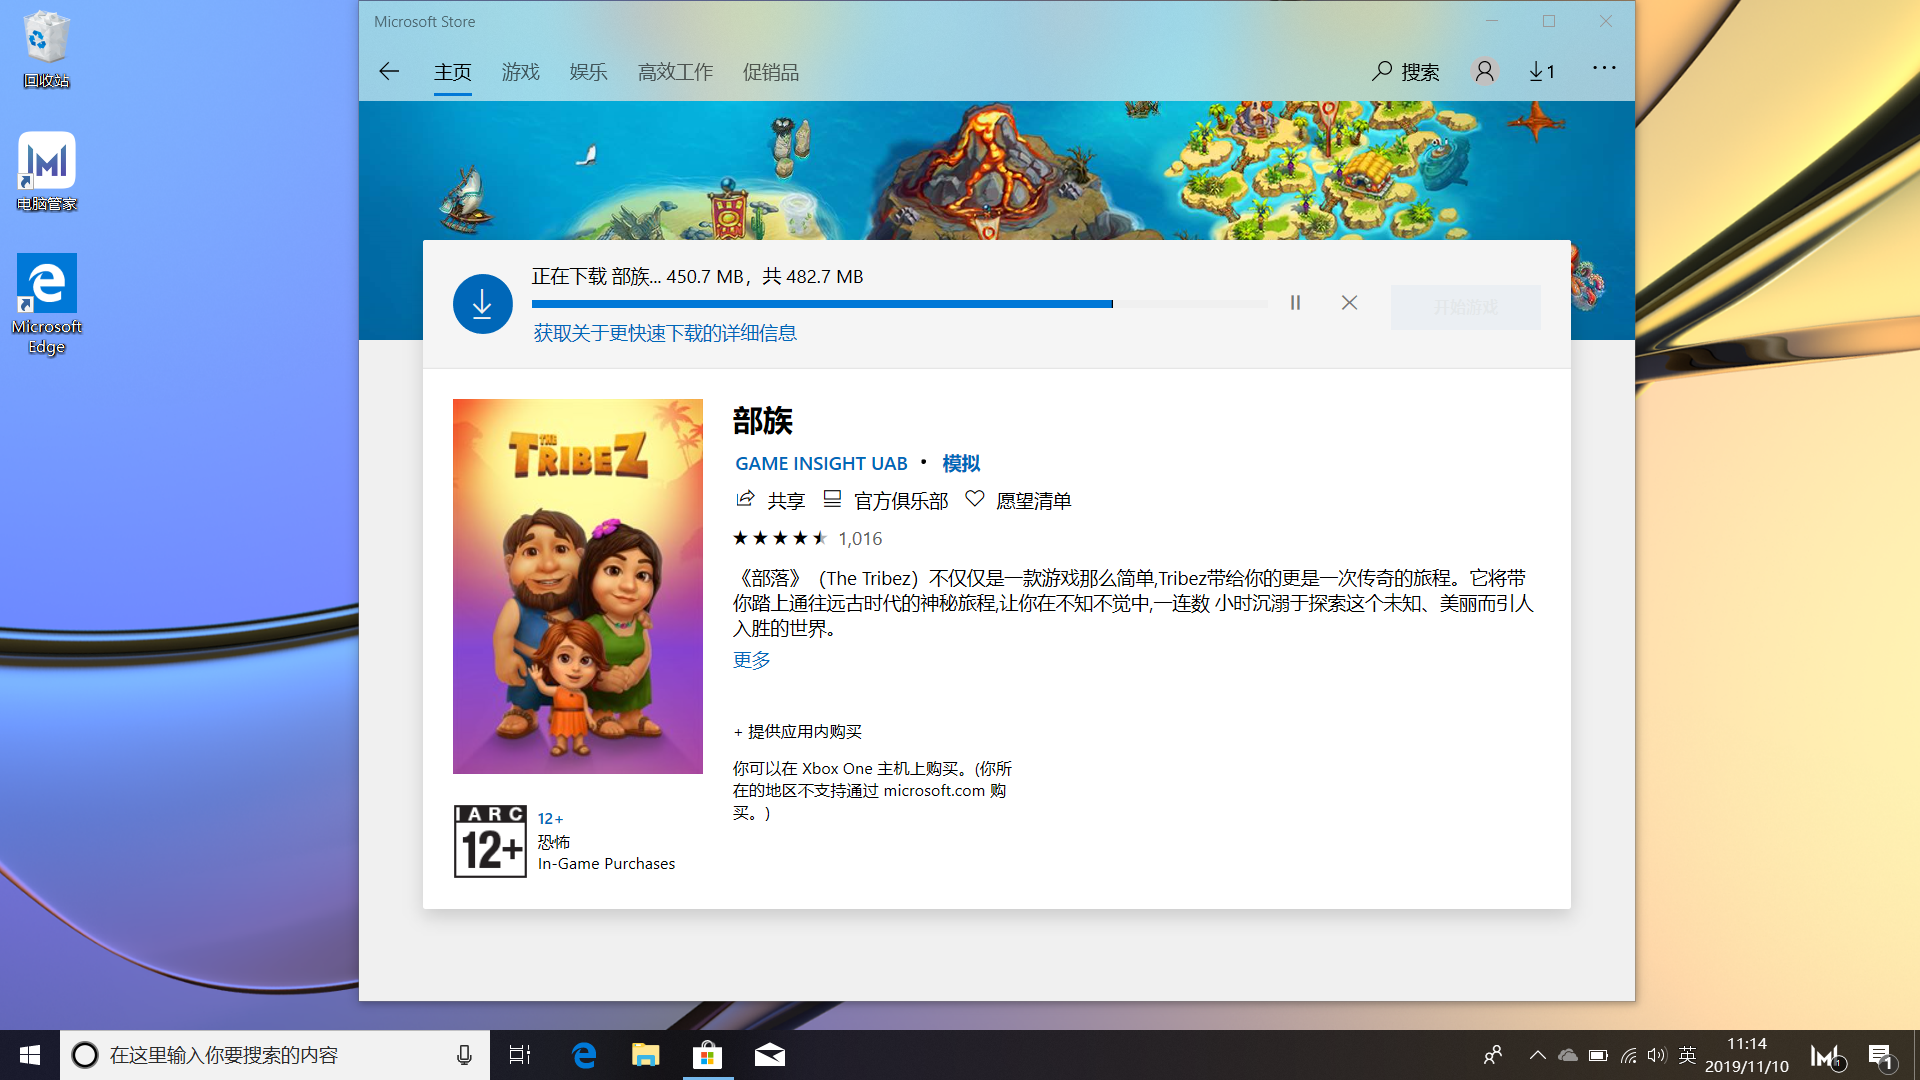 回收站
电脑管家
Microsoft
Edge
Microsoft Store
主页
游戏
娱乐
高效工作
促销品
搜索
1
正在下载 部族... 450.7 MB，共 482.7 MB
获取关于更快速下载的详细信息
开始游戏
THE
TRIBEZ
部族
GAME INSIGHT UAB • 模拟
共享
官方俱乐部
愿望清单
1,016
《部落》（The Tribez）不仅仅是一款游戏那么简单,Tribez带给你的更是一次传奇的旅程。它将带
你踏上通往远古时代的神秘旅程,让你在不知不觉中,一连数 小时沉溺于探索这个未知、美丽而引人
入胜的世界。
更多
+ 提供应用内购买
你可以在 Xbox One 主机上购买。(你所
在的地区不支持通过 microsoft.com 购
买。)
IARC
12+
12+
恐怖
In-Game Purchases
在这里输入你要搜索的内容
英
11:14
2019/11/10
1
1